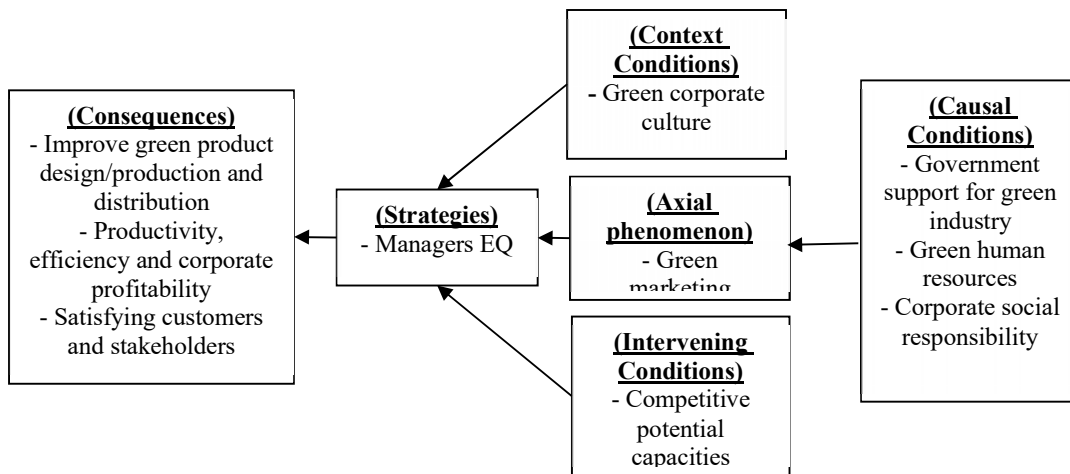 (Consequences)
- Improve green product
design/production and
distribution
- Productivity,
efficiency and corporate
profitability
- Satisfying customers
and stakeholders
(Strategies)
- Managers EQ
(Context
Conditions)
- Green corporate
culture
(Axial
phenomenon)
- Green
marketing
(Intervening
Conditions)
- Competitive
potential
capacities
(Causal
Conditions)
- Government
support for green
industry
- Green human
resources
- Corporate social
responsibility